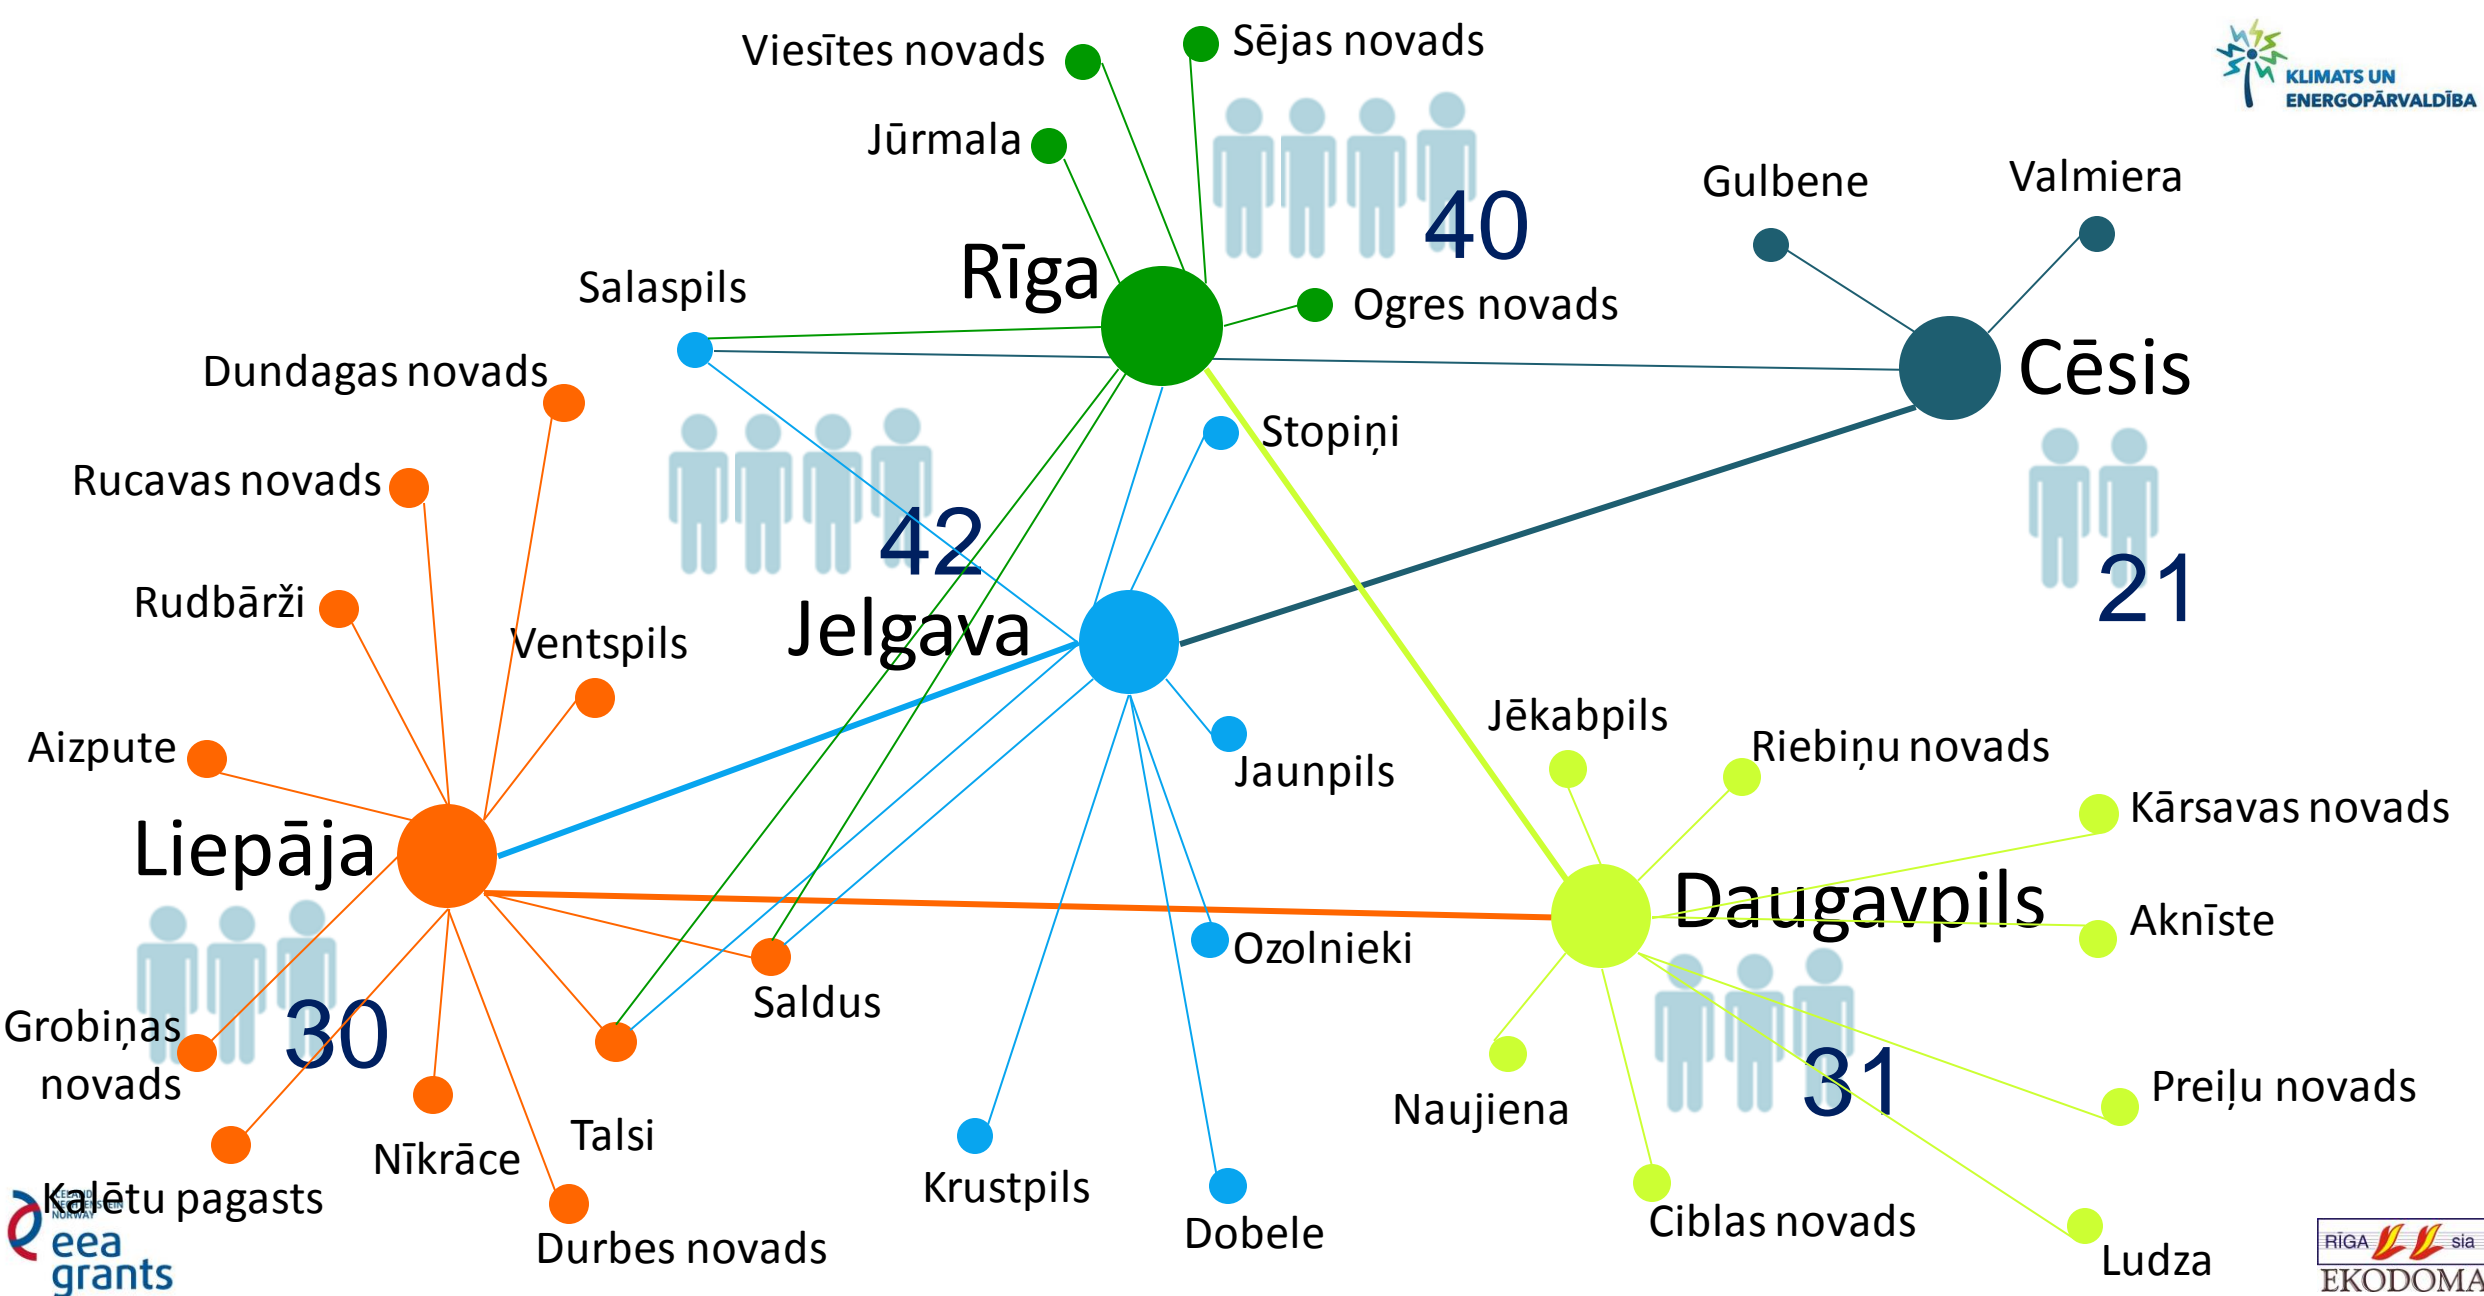 Viesītes novads
Sējas novads
KLIMATS UN
ENERGOPĀRVALDĪBA
Jūrmala
Gulbene
Valmiera
40
Rīga
Salaspils
Ogres novads
Dundagas novads
Cēsis
Stopiņi
Rucavas novads
42
21
Rudbārži
Ventspils
Jelgava
Jēkabpils
Riebiņu novads
Aizpute
Jaunpils
Kārsavas novads
Liepāja
Daugavpils
Aknīste
Ozolnieki
Saldus
Grobiņas
novads
30
31
Preiļu novads
Naujiena
Talsi
Nīkrāce
Krustpils
Kalētu pagasts
Ciblas novads
Dobele
Durbes novads
Ludza
ICELAND
LIECHTENSTEIN
NORWAY
eea
grants
RĪGA sia
EKODOMA